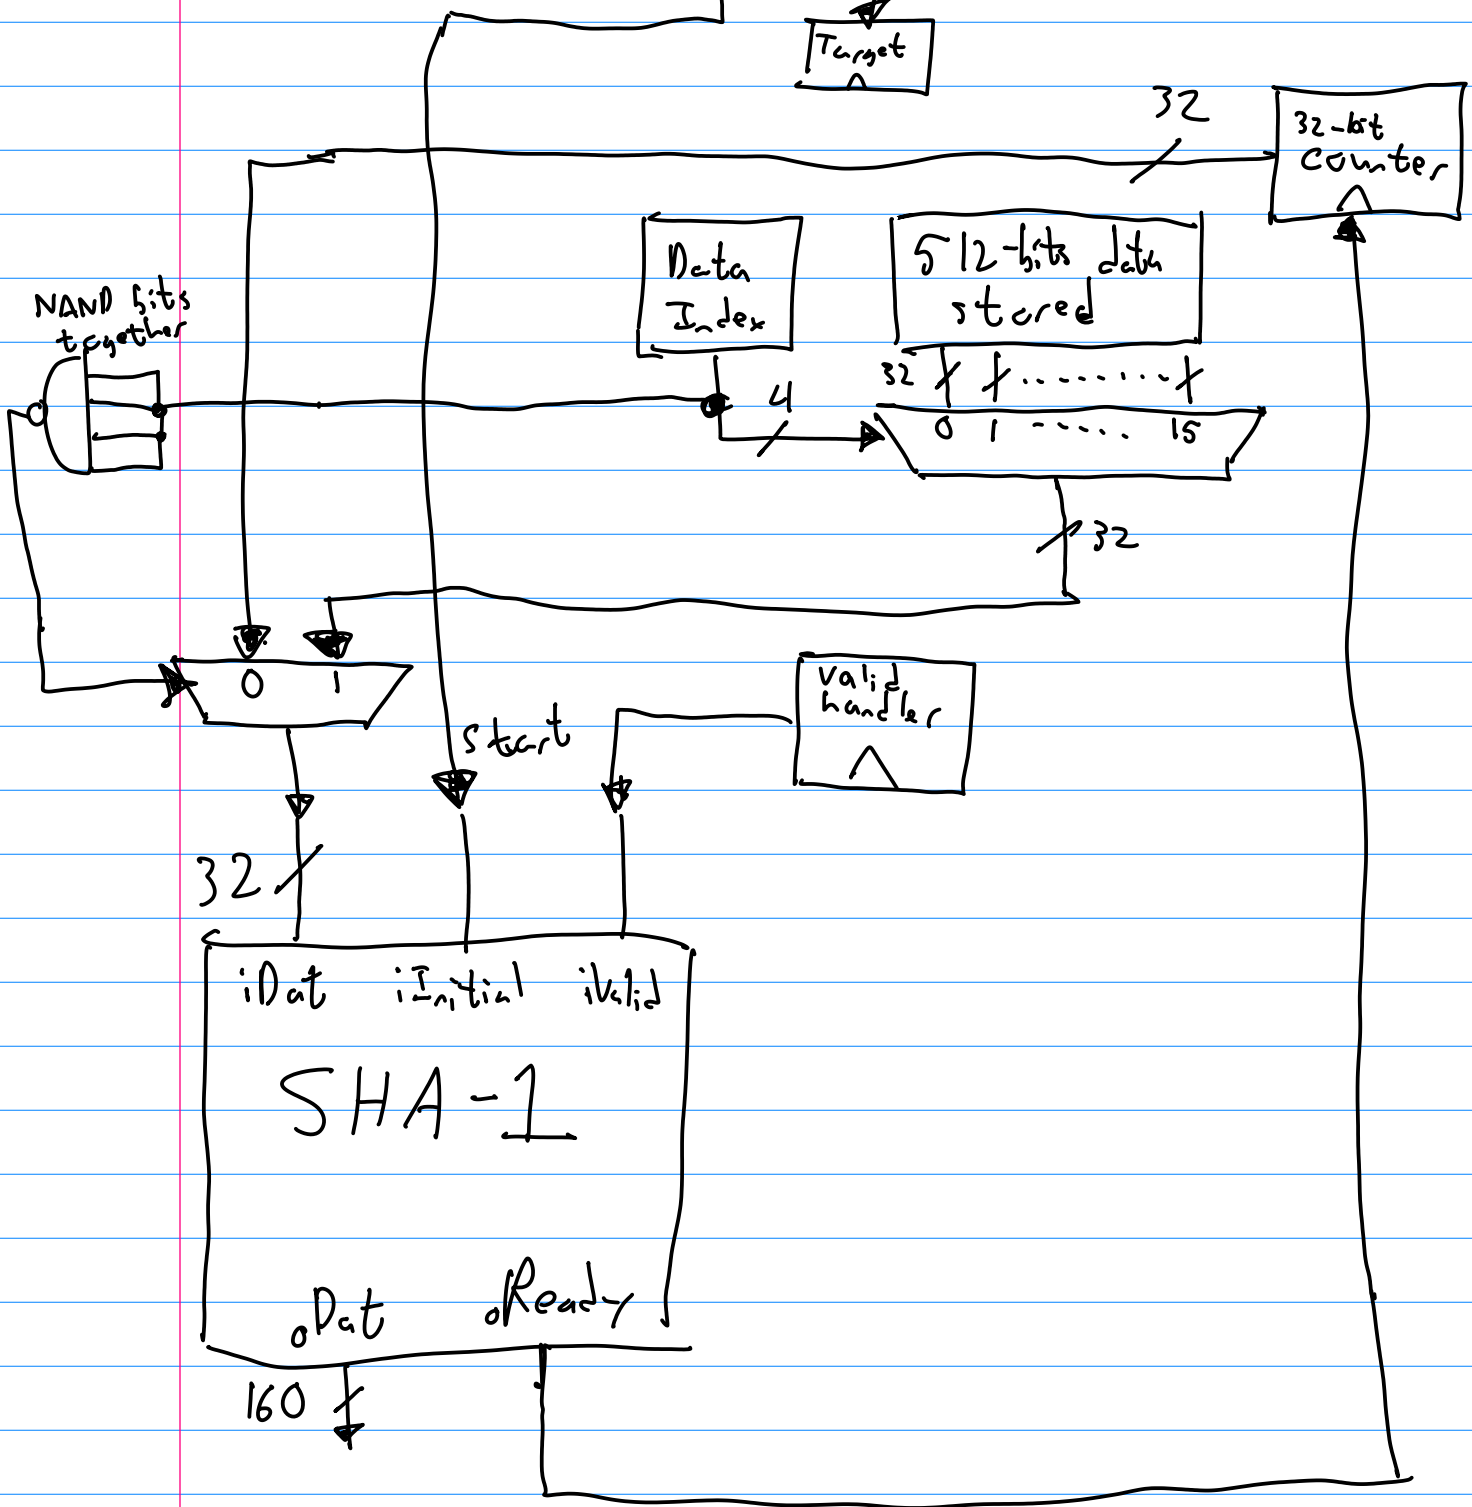 Target
32
32-bit
counter
Data
Index
512-bits data
stored
NAND bits
together
32
4
0 1 15
32
0 1
Valid
handler
start
32
iDat iInitial iValid
SHA-1
oDat oReady
160